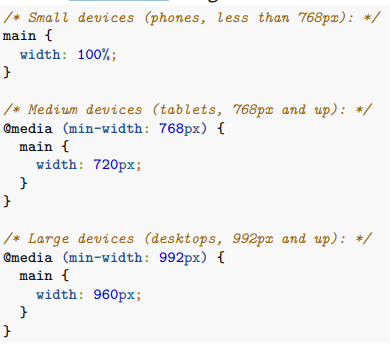 /* Small devices (phones, less than 768px): */
main {
  width: 100%;
}

/* Medium devices (tablets, 768px and up): */
@media (min-width: 768px) {
  main {
    width: 720px;
  }
}

/* Large devices (desktops, 992px and up): */
@media (min-width: 992px) {
  main {
    width: 960px;
  }
}